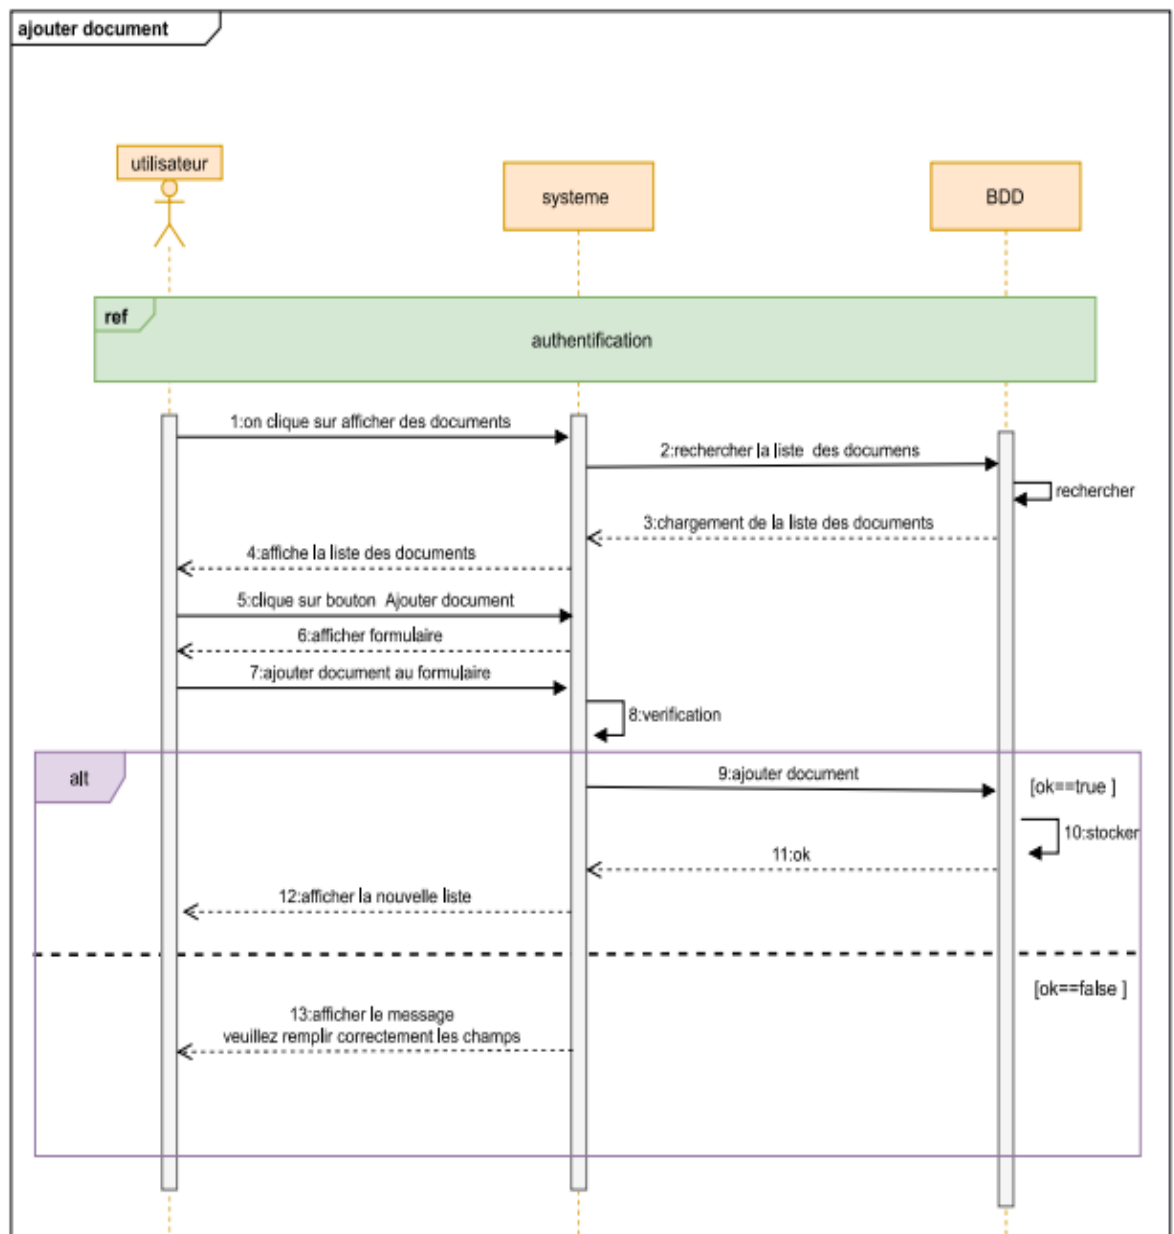 ajouter document
utilisateur
systeme
BDD
ref
authentification
1:on clique sur afficher des documents
2:rechercher la liste des documens
rechercher
3:chargement de la liste des documents
4:affiche la liste des documents
5:clique sur bouton Ajouter document
6:afficher formulaire
7:ajouter document au formulaire
8:verification
alt
9:ajouter document
[ok==true ]
10:stocker
11:ok
12:afficher la nouvelle liste
[ok==false ]
13:afficher le message
veuillez remplir correctement les champs